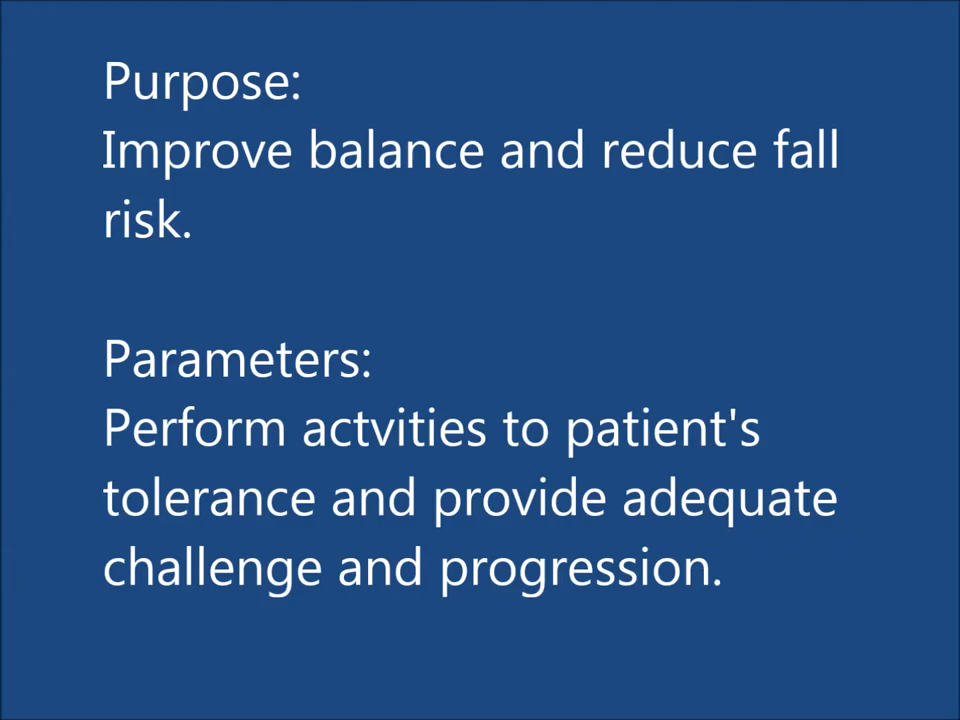 Purpose:
Improve balance and reduce fall
risk.
Parameters:
Perform actvities to patient's
tolerance and provide adequate
challenge and progression.